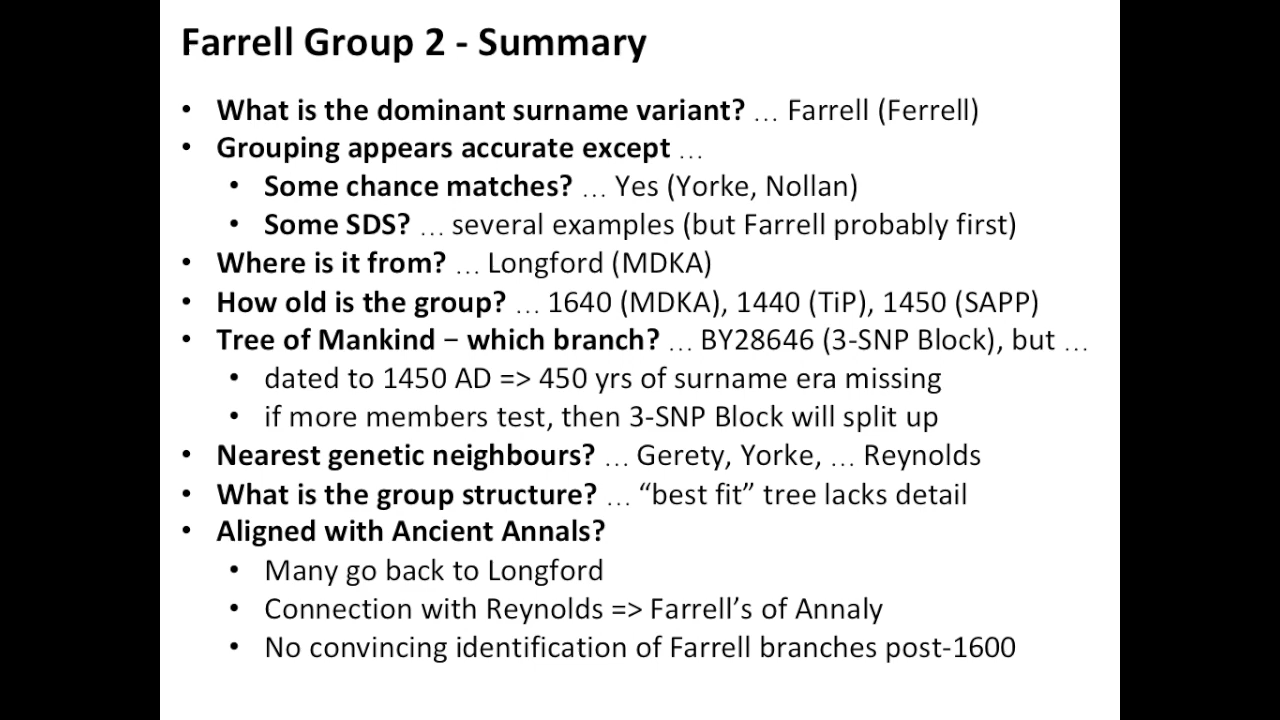 Farrell Group 2 - Summary
• What is the dominant surname variant? … Farrell (Ferrell)
• Grouping appears accurate except …
• Some chance matches? … Yes (Yorke, Nollan)
• Some SDS? … several examples (but Farrell probably first)
• Where is it from? … Longford (MDKA)
• How old is the group? … 1640 (MDKA), 1440 (TiP), 1450 (SAPP)
• Tree of Mankind – which branch? … BY28646 (3-SNP Block), but …
• dated to 1450 AD => 450 yrs of surname era missing
• if more members test, then 3-SNP Block will split up
• Nearest genetic neighbours? … Gerety, Yorke, … Reynolds
• What is the group structure? … “best fit” tree lacks detail
• Aligned with Ancient Annals?
• Many go back to Longford
• Connection with Reynolds => Farrell’s of Annaly
• No convincing identification of Farrell branches post-1600